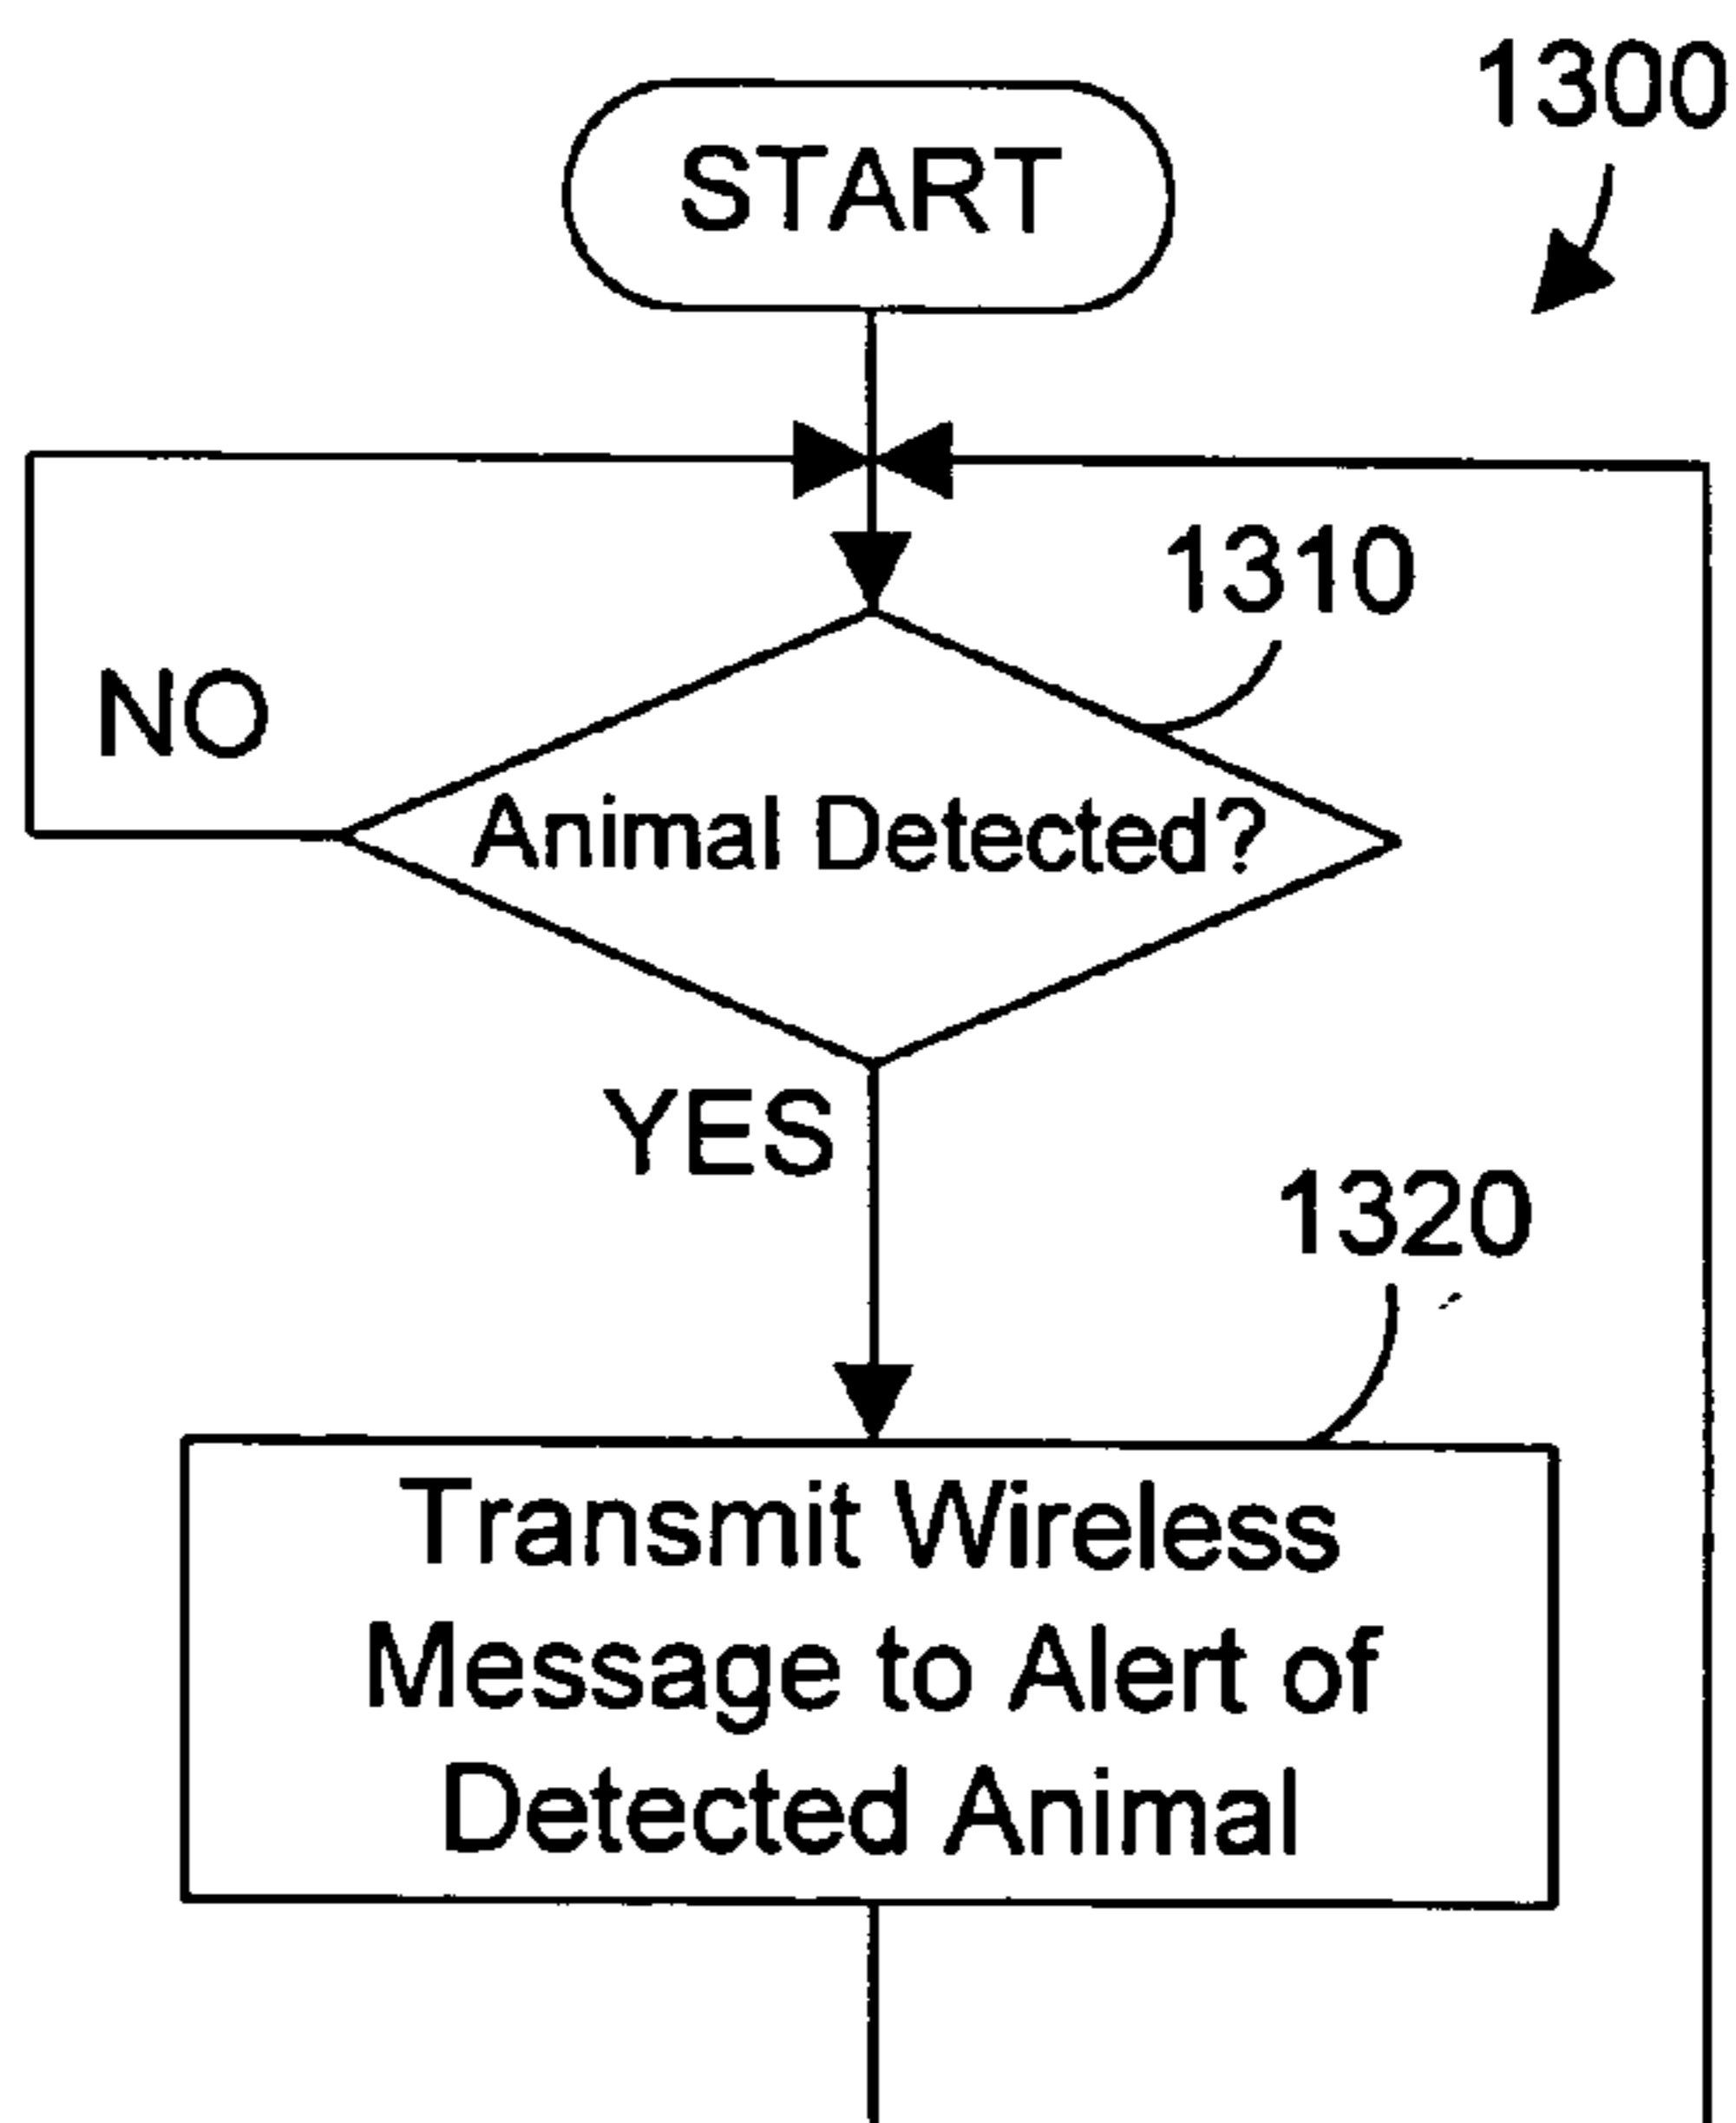 1300
START
1310
NO
Animal Detected?
YES
1320
Transmit Wireless
Message to Alert of
Detected Animal